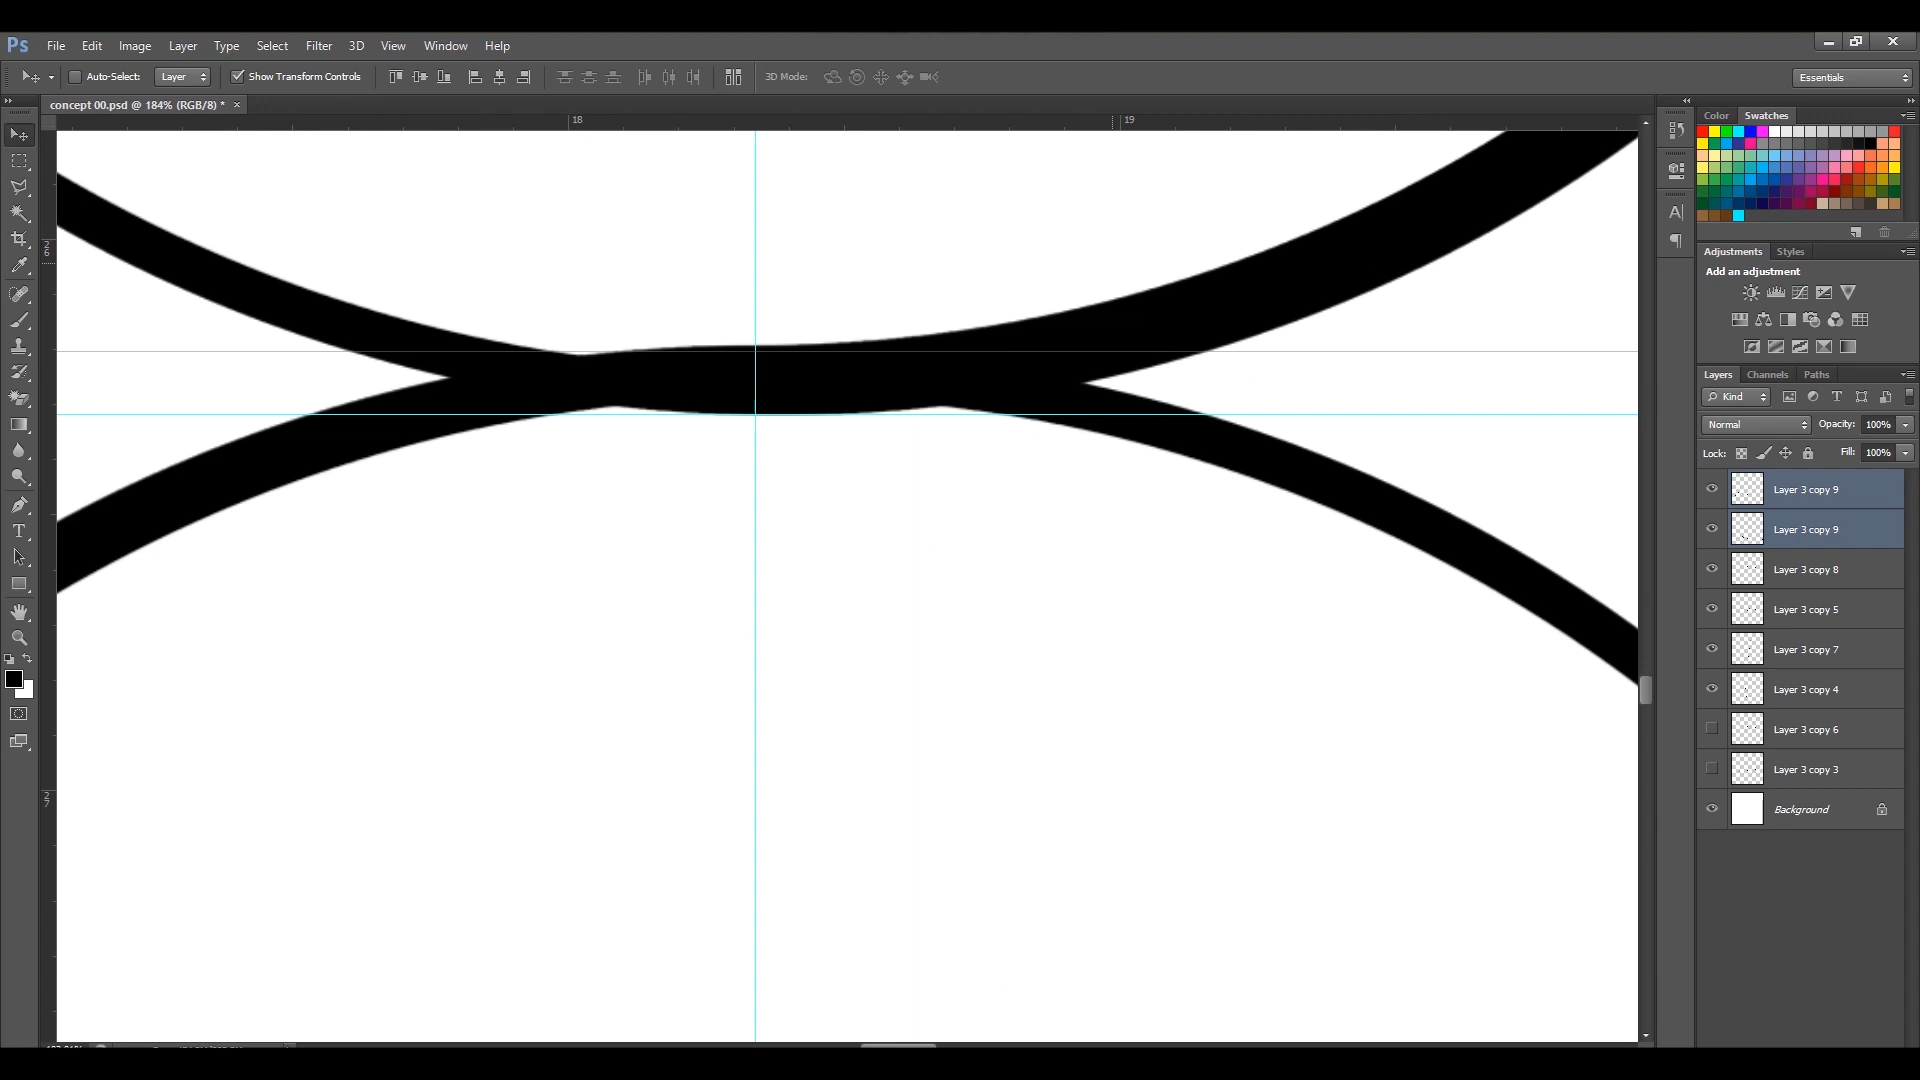 Ps File Edit Image Layer Type Select Filter 3D View Window Help
Auto-Select: Layer Show Transform Controls 3D Mode: Essentials
concept 00.psd @ 184% (RGB/8) * ×
18 19
26
27
Color Swatches
Adjustments Styles
Add an adjustment
Layers Channels Paths
Kind
Normal Opacity: 100%
Lock: Fill: 100%
Layer 3 copy 9
Layer 3 copy 9
Layer 3 copy 8
Layer 3 copy 5
Layer 3 copy 7
Layer 3 copy 4
Layer 3 copy 6
Layer 3 copy 3
Background